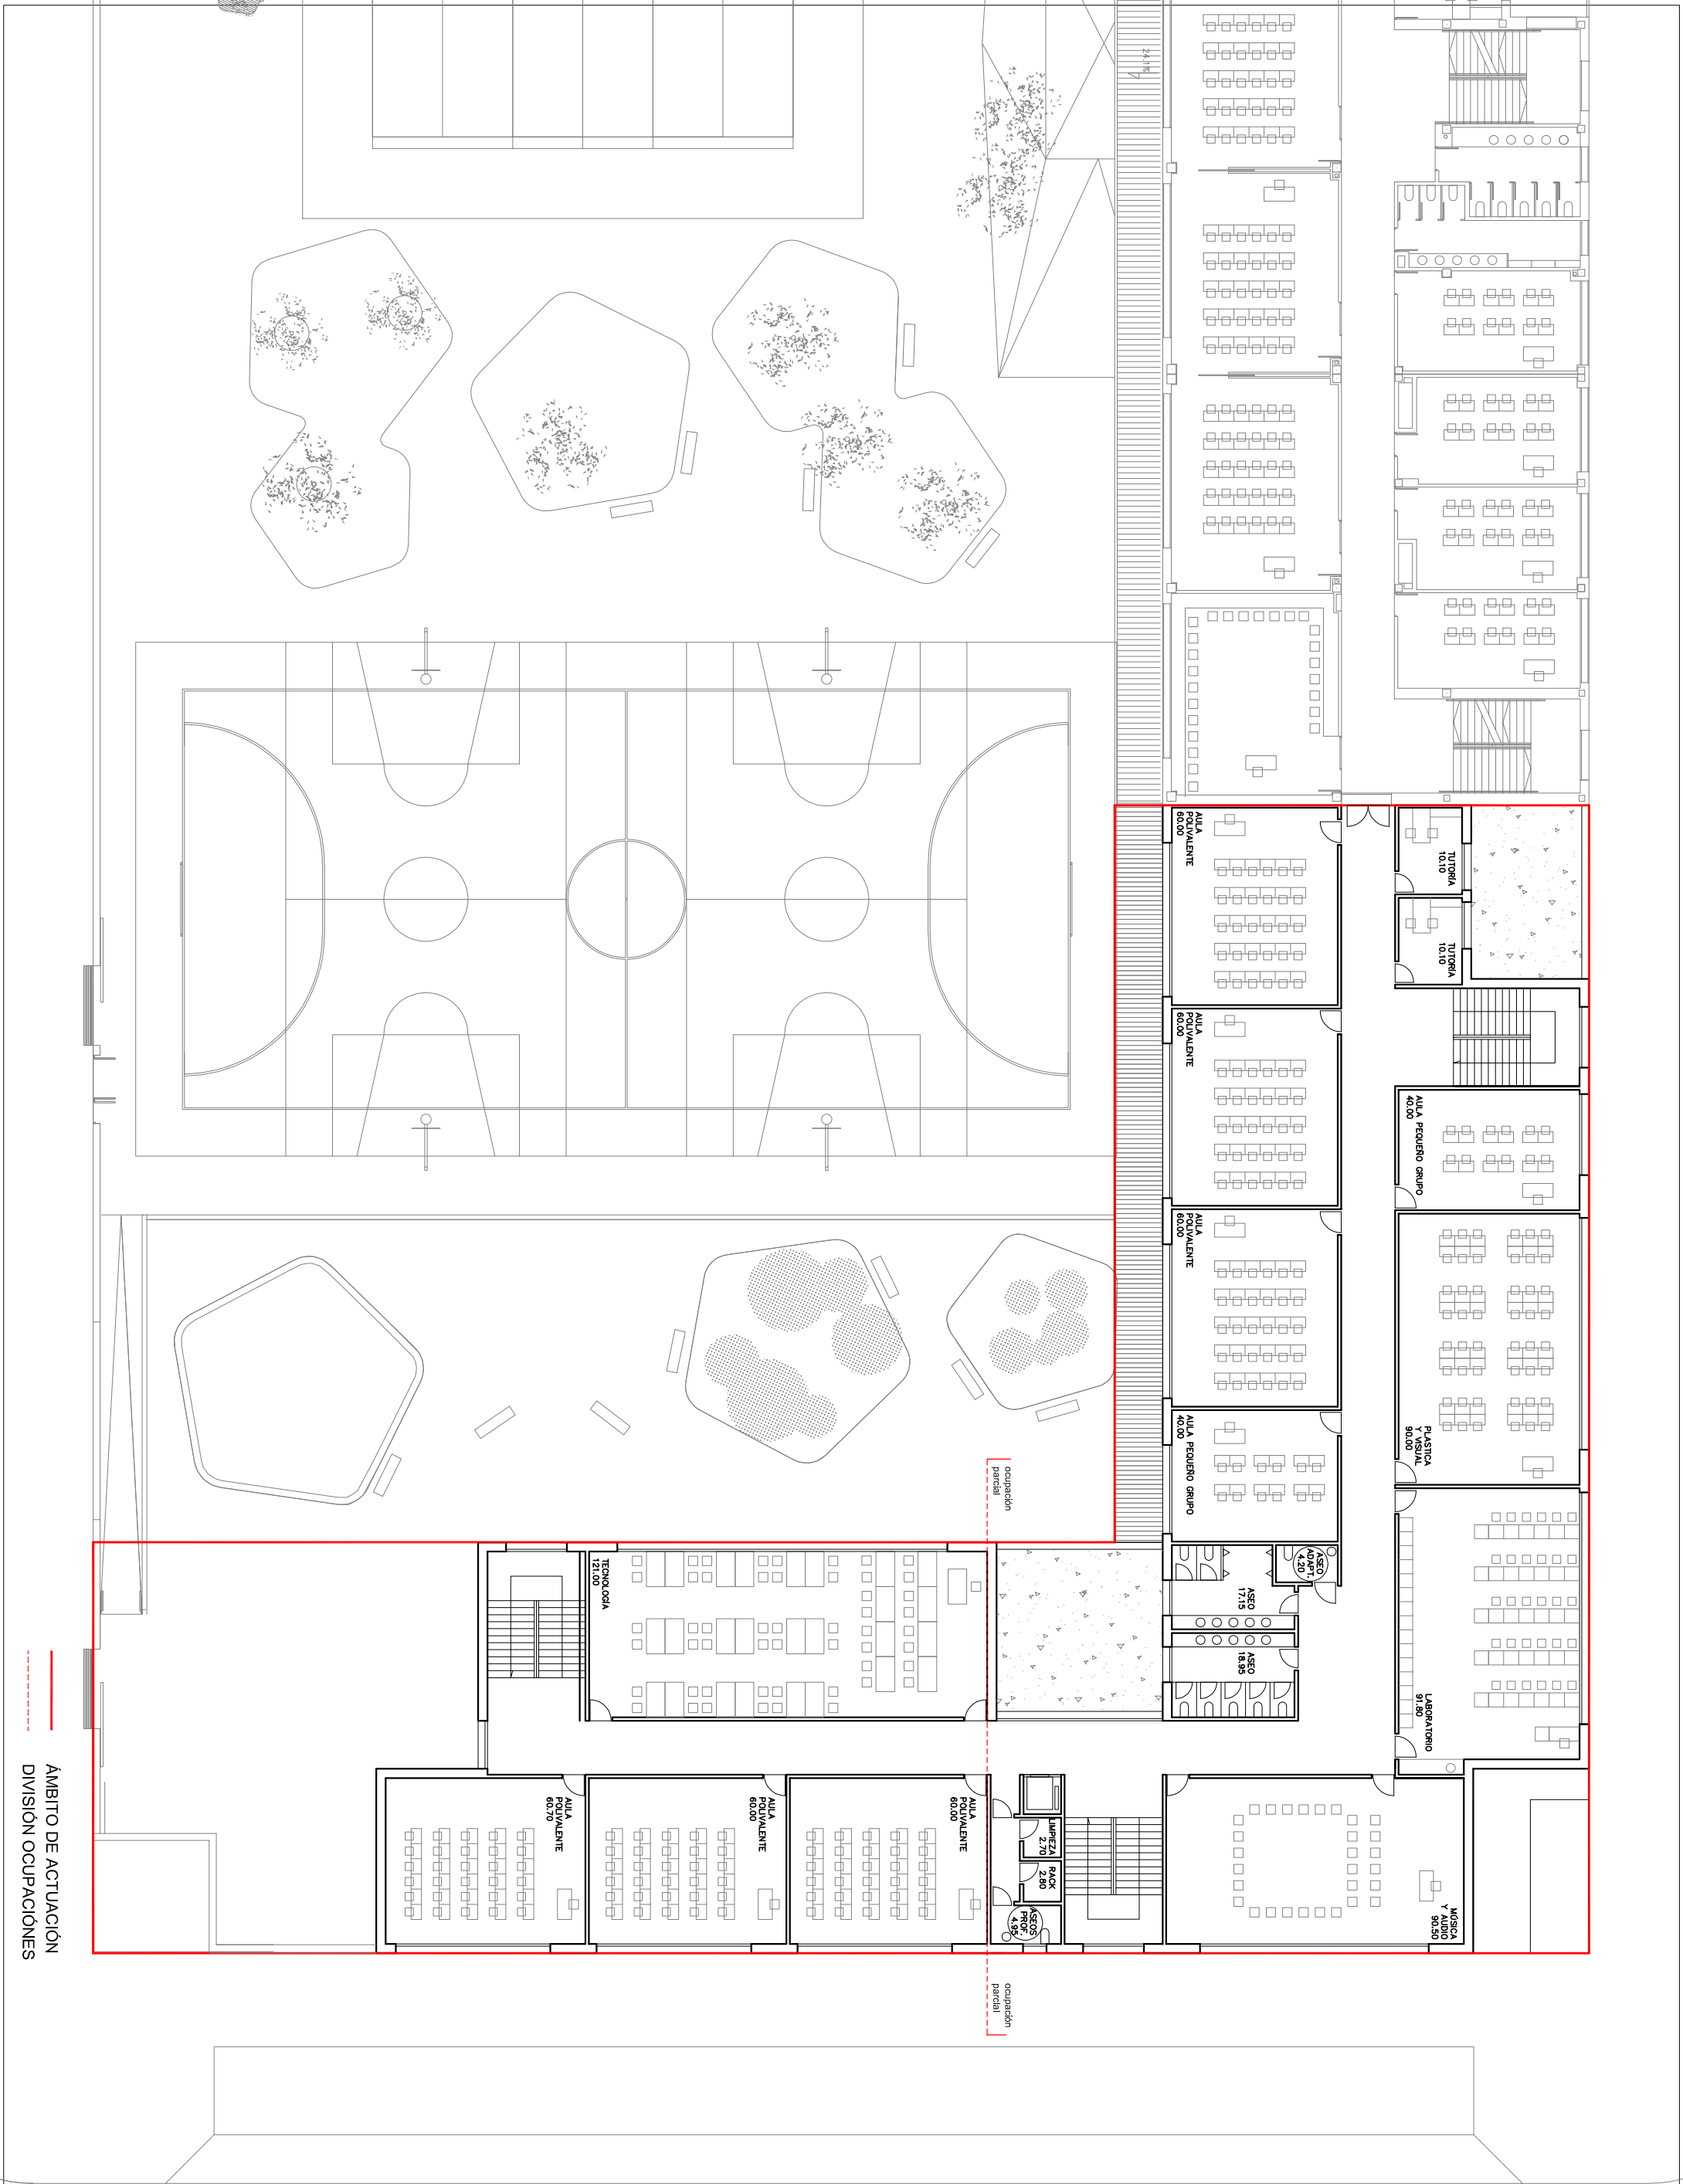 24.1%
AULA
POLIVALENTE
60.00
TUTORÍA
10.10
TUTORÍA
10.10
AULA
POLIVALENTE
60.00
AULA PEQUEÑO GRUPO
40.00
AULA
POLIVALENTE
60.00
PLASTICA
Y VISUAL
90.00
AULA PEQUEÑO GRUPO
40.00
ocupación
parcial
ASEO
ADAPT.
4.20
ASEO
17.15
ASEO
18.95
LABORATORIO
91.80
TECNOLOGÍA
121.00
AULA
POLIVALENTE
60.70
AULA
POLIVALENTE
60.00
AULA
POLIVALENTE
60.00
LIMPIEZA
2.70
RACK
2.80
ASEOS
PROF.
4.95
MÚSICA
Y AUDIO
90.50
ocupación
parcial
ÁMBITO DE ACTUACIÓN
DIVISIÓN OCUPACIÓNES